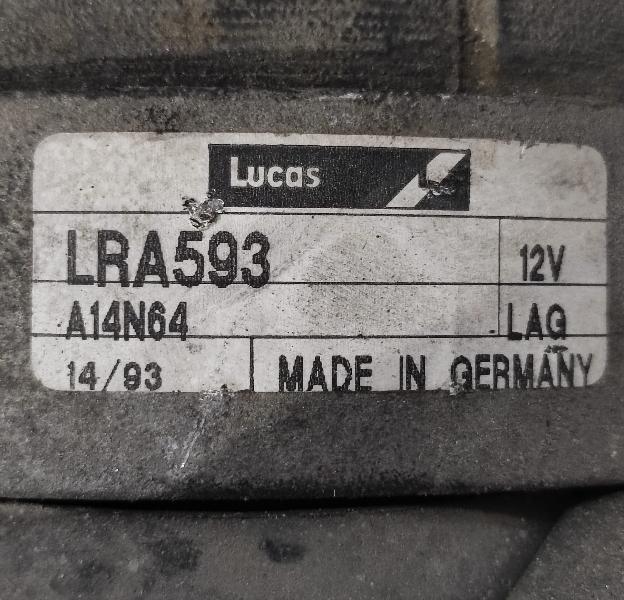 Lucas
LRA593 12V
A14N64 LAG
14/93 MADE IN GERMANY